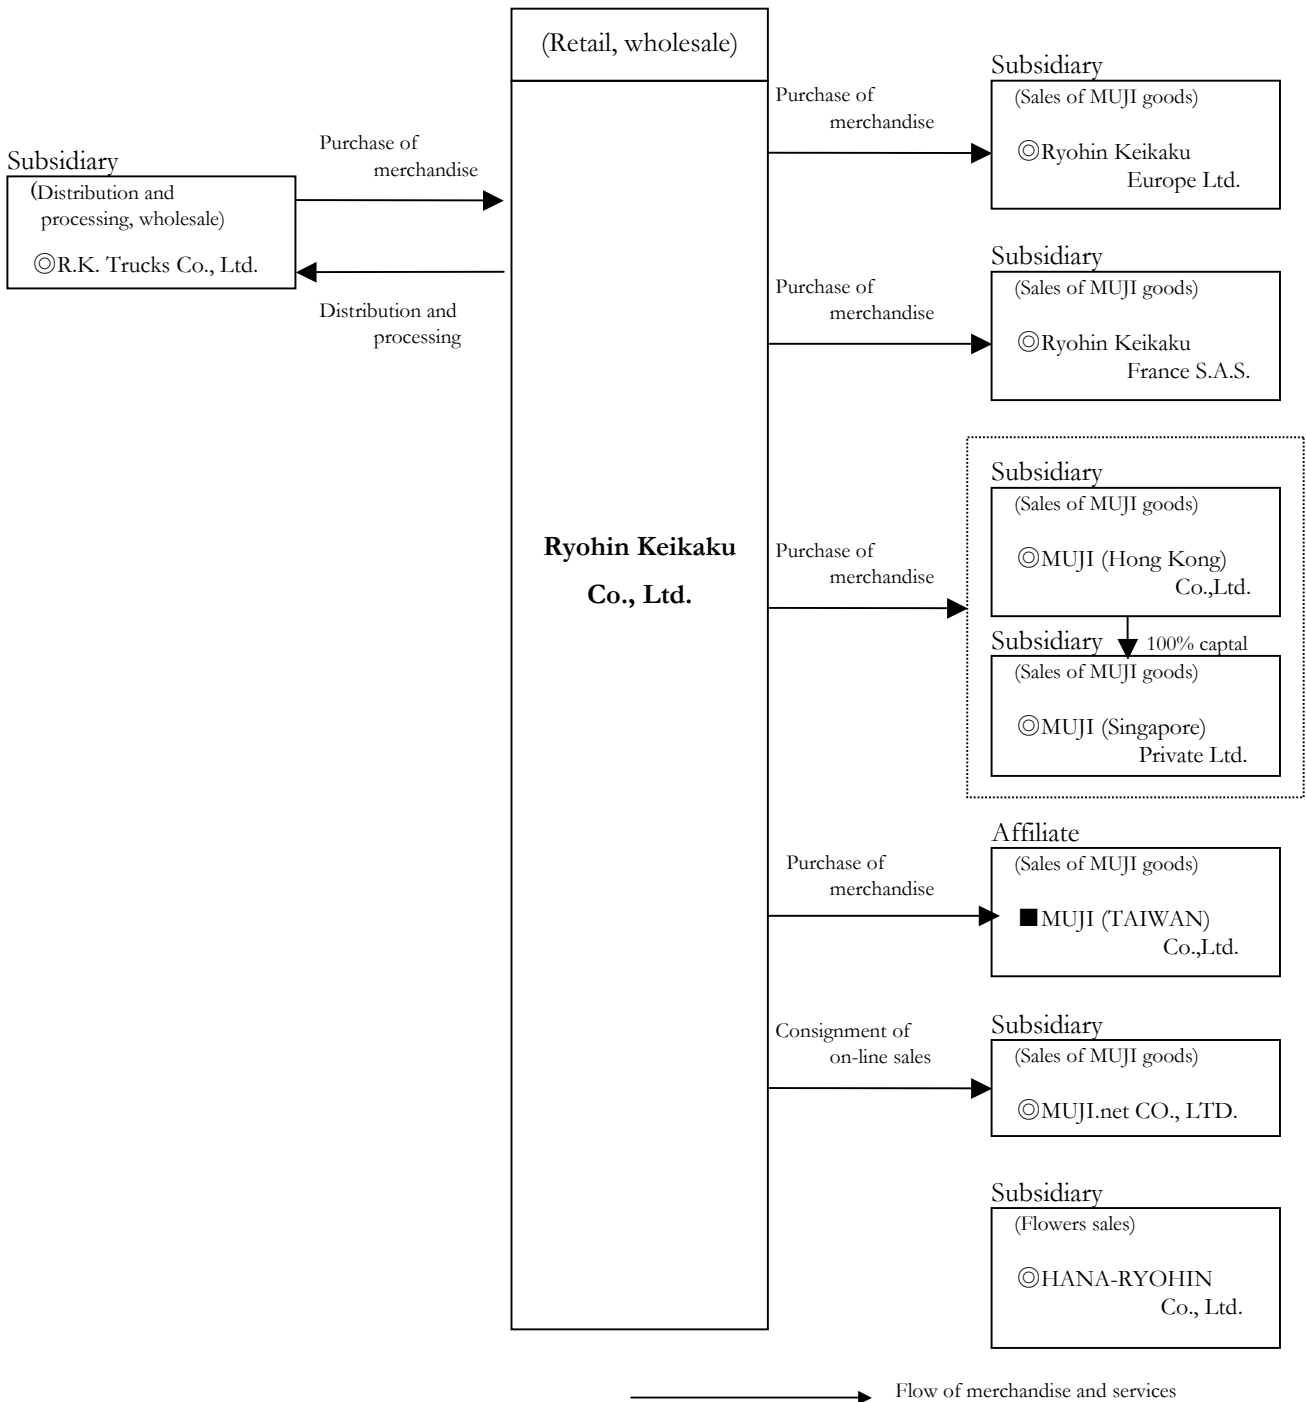 (Retail, wholesale)
Ryohin Keikaku
Co., Ltd.
Subsidiary
(Distribution and
processing, wholesale)
◎R.K. Trucks Co., Ltd.
Purchase of
merchandise
Distribution and
processing
Purchase of
merchandise
Subsidiary
(Sales of MUJI goods)
◎Ryohin Keikaku
Europe Ltd.
Purchase of
merchandise
Subsidiary
(Sales of MUJI goods)
◎Ryohin Keikaku
France S.A.S.
Purchase of
merchandise
Subsidiary
(Sales of MUJI goods)
◎MUJI (Hong Kong)
Co.,Ltd.
Subsidiary
100% captal
(Sales of MUJI goods)
◎MUJI (Singapore)
Private Ltd.
Purchase of
merchandise
Affiliate
(Sales of MUJI goods)
■MUJI (TAIWAN)
Co.,Ltd.
Consignment of
on-line sales
Subsidiary
(Sales of MUJI goods)
◎MUJI.net CO., LTD.
Subsidiary
(Flowers sales)
◎HANA-RYOHIN
Co., Ltd.
Flow of merchandise and services